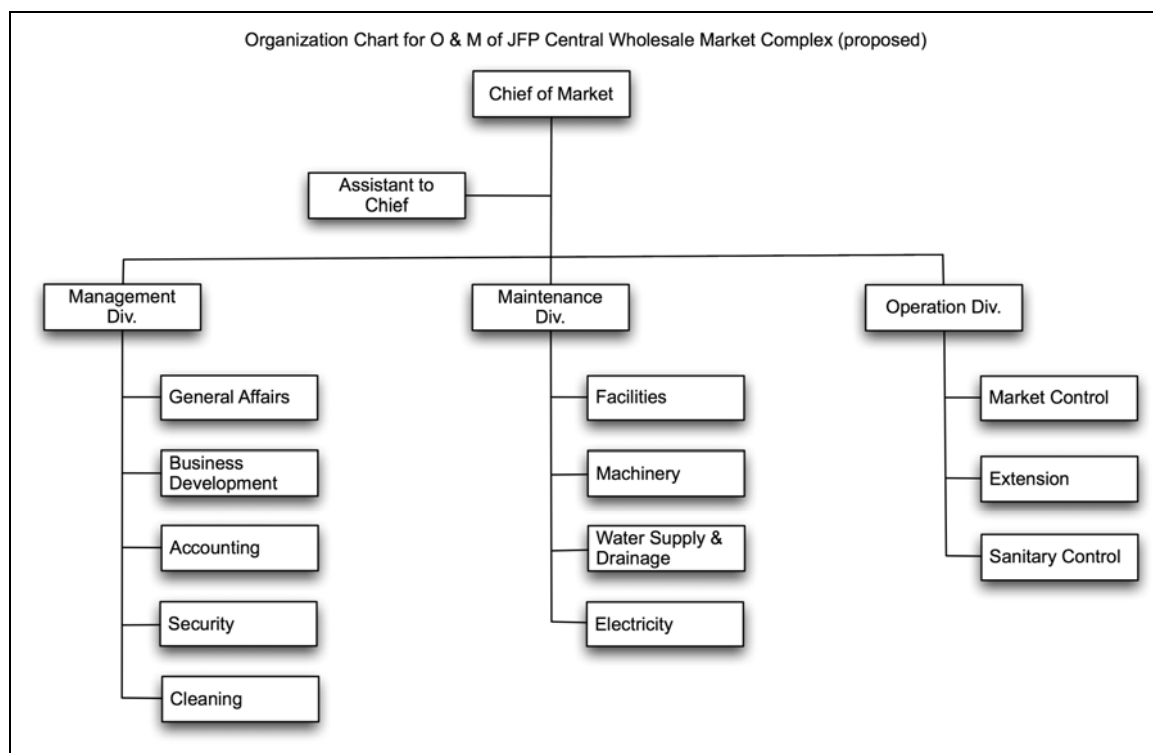 Organization Chart for O & M of JFP Central Wholesale Market Complex (proposed)
Chief of Market
Assistant to
Chief
Management
Div.
General Affairs
Business
Development
Accounting
Security
Cleaning
Maintenance
Div.
Facilities
Machinery
Water Supply &
Drainage
Electricity
Operation Div.
Market Control
Extension
Sanitary Control